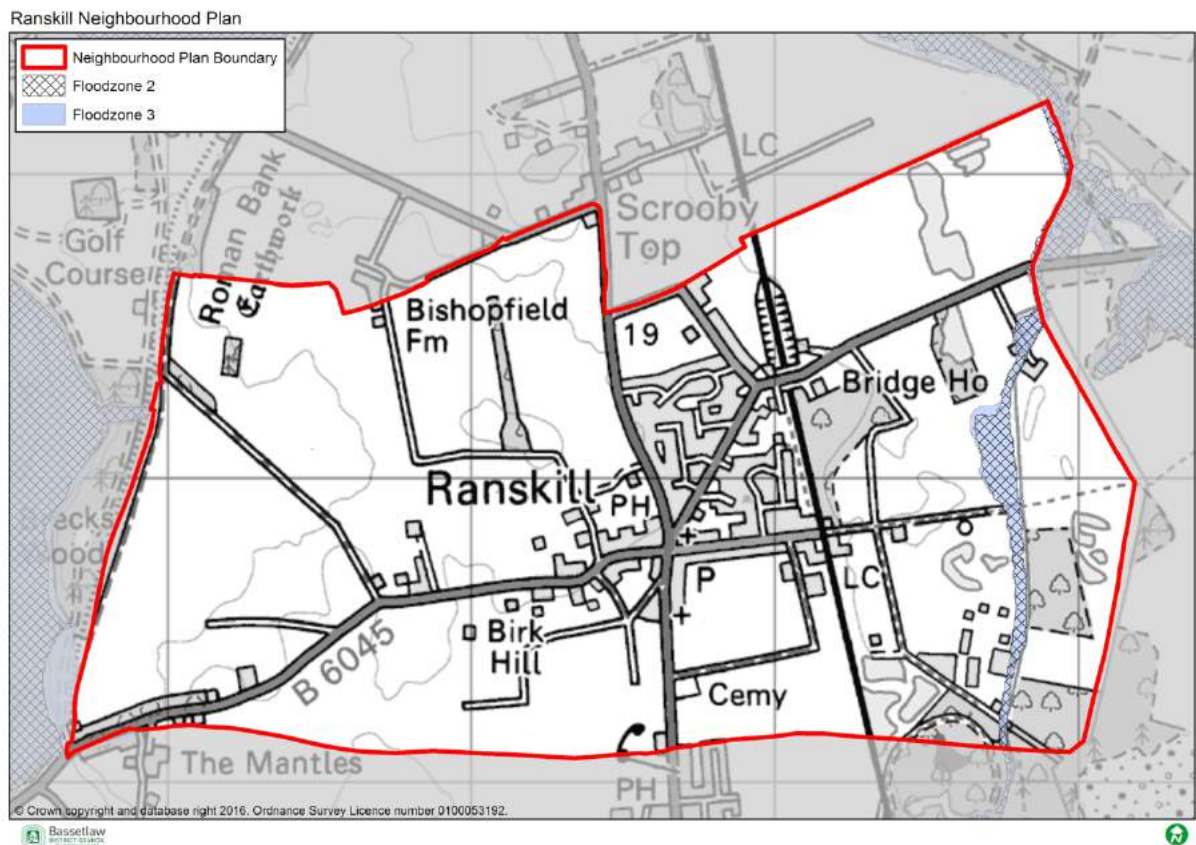 Ranskill Neighbourhood Plan
Neighbourhood Plan Boundary
Floodzone 2
Floodzone 3
LC
Scrooby
Top
Golf
Course
Roman Bank
Earthwork
Bishopfield
Fm
19
Bridge Ho
Ranskill
PH
P
LC
Birk
Hill
B 6045
Cemy
The Mantles
PH
© Crown copyright and database right 2016. Ordnance Survey Licence number 0100053192.
Bassetlaw
DISTRICT COUNCIL
N